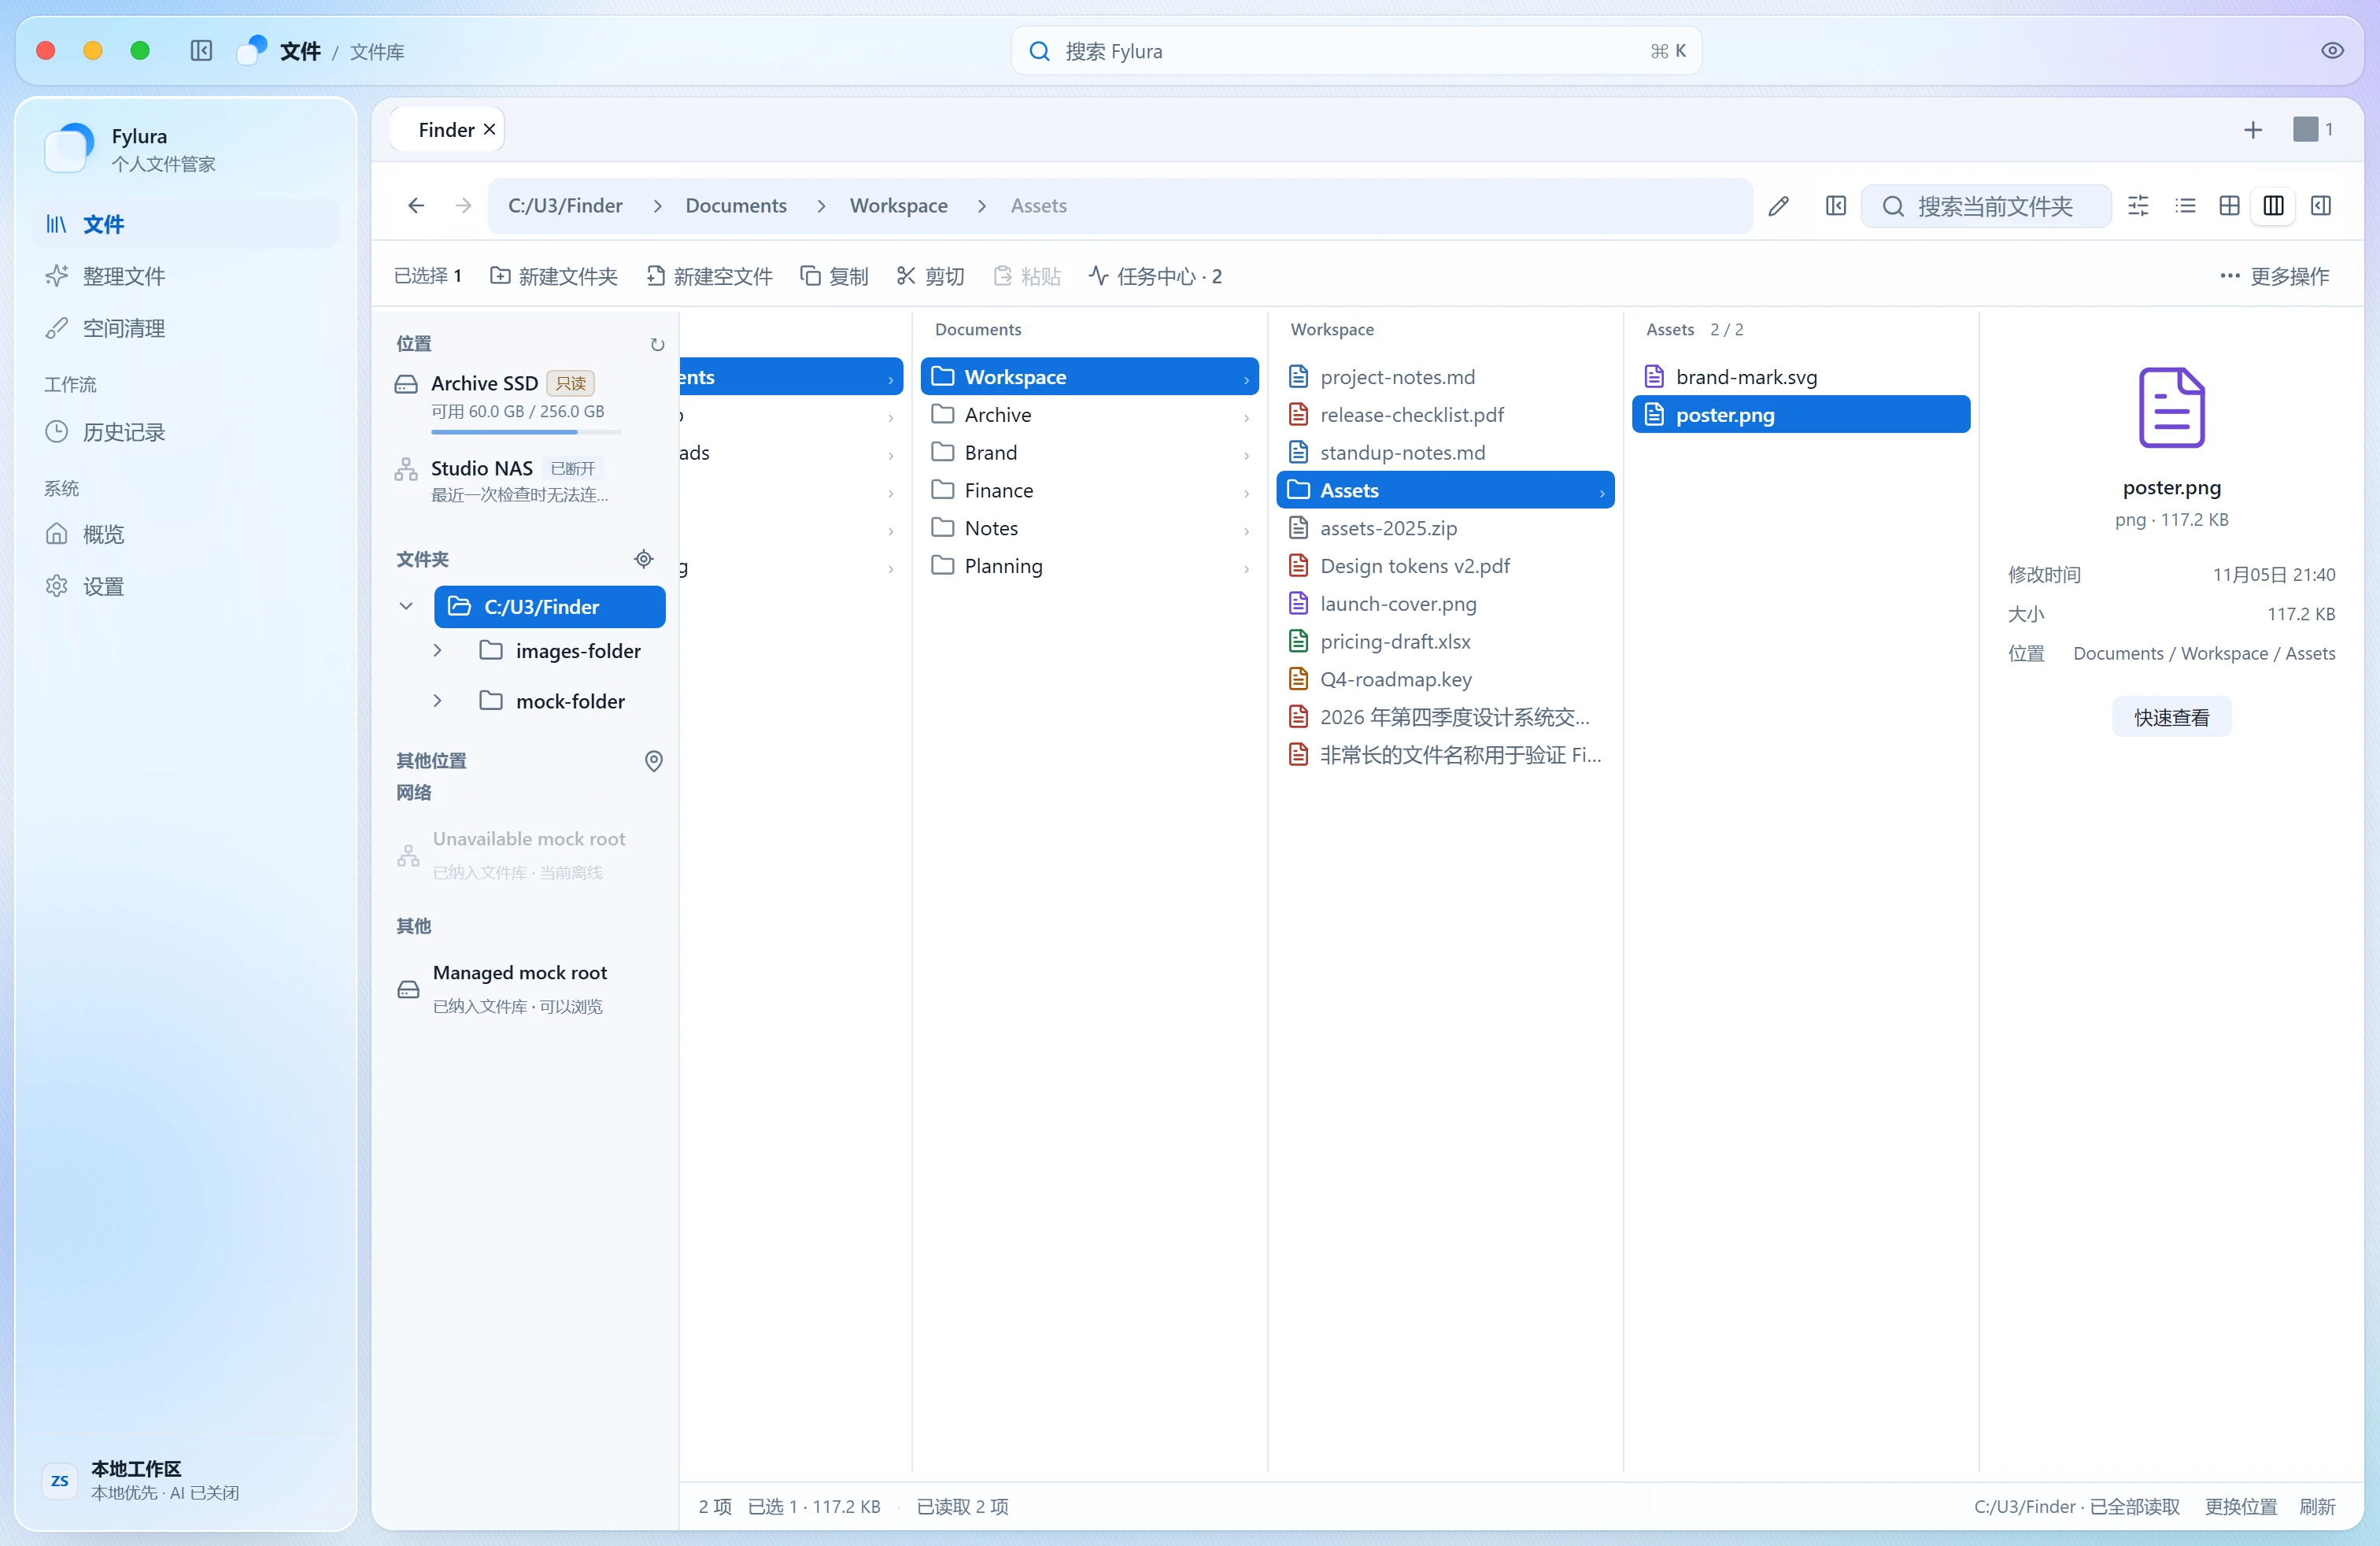 文件 / 文件库
搜索 Fylura
⌘ K
Fylura
个人文件管家
文件
整理文件
空间清理
工作流
历史记录
系统
概览
设置
ZS
本地工作区
本地优先 · AI 已关闭
Finder
1
C:/U3/Finder > Documents > Workspace > Assets
搜索当前文件夹
已选择 1
新建文件夹
新建空文件
复制
剪切
粘贴
任务中心 · 2
更多操作
位置
Archive SSD 只读
可用 60.0 GB / 256.0 GB
Studio NAS 已断开
最近一次检查时无法连...
文件夹
C:/U3/Finder
images-folder
mock-folder
其他位置
网络
Unavailable mock root
已纳入文件库 · 当前离线
其他
Managed mock root
已纳入文件库 · 可以浏览
ents
ads
g
Documents
Workspace
Archive
Brand
Finance
Notes
Planning
Workspace
project-notes.md
release-checklist.pdf
standup-notes.md
Assets
assets-2025.zip
Design tokens v2.pdf
launch-cover.png
pricing-draft.xlsx
Q4-roadmap.key
2026 年第四季度设计系统交...
非常长的文件名称用于验证 Fi...
Assets 2 / 2
brand-mark.svg
poster.png
poster.png
png · 117.2 KB
修改时间 11月05日 21:40
大小 117.2 KB
位置 Documents / Workspace / Assets
快速查看
2 项 已选 1 · 117.2 KB · 已读取 2 项
C:/U3/Finder · 已全部读取 更换位置 刷新